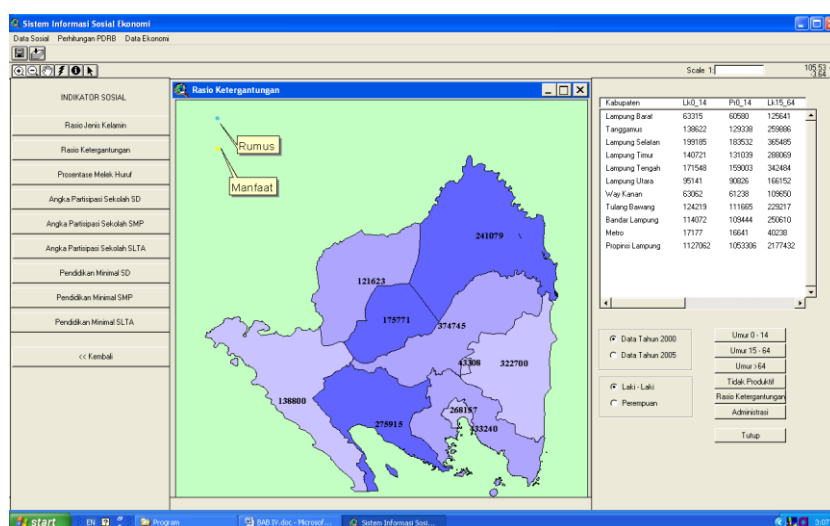 Sistem Informasi Sosial Ekonomi
Data Sosial Perhitungan PDRB Data Ekonomi
Scale 1:
105.53
-3.64
INDIKATOR SOSIAL
Rasio Jenis Kelamin
Rasio Ketergantungan
Prosentase Melek Huruf
Angka Partisipasi Sekolah SD
Angka Partisipasi Sekolah SMP
Angka Partisipasi Sekolah SLTA
Pendidikan Minimal SD
Pendidikan Minimal SMP
Pendidikan Minimal SLTA
<< Kembali
Rasio Ketergantungan
Rumus
Manfaat
241079
121623
175771
374745
43308
322700
138800
268157
275915
333240
Kabupaten Lk0_14 Pr0_14 Lk15_64
Lampung Barat 63315 60580 125641
Tanggamus 138622 129338 259886
Lampung Selatan 199185 183532 365485
Lampung Timur 140721 131039 288069
Lampung Tengah 171548 159003 342484
Lampung Utara 95141 90826 166152
Way Kanan 63062 61238 109650
Tulang Bawang 124219 111665 229217
Bandar Lampung 114072 109444 250610
Metro 17177 16641 40238
Propinsi Lampung 1127062 1053306 2177432
Data Tahun 2000
Data Tahun 2005
Laki - Laki
Perempuan
Umur 0 - 14
Umur 15 - 64
Umur >64
Tidak Produktif
Rasio Ketergantungan
Administrasi
Tutup
start EN Program BAB IV.doc - Microsof... Sistem Informasi Sosi...